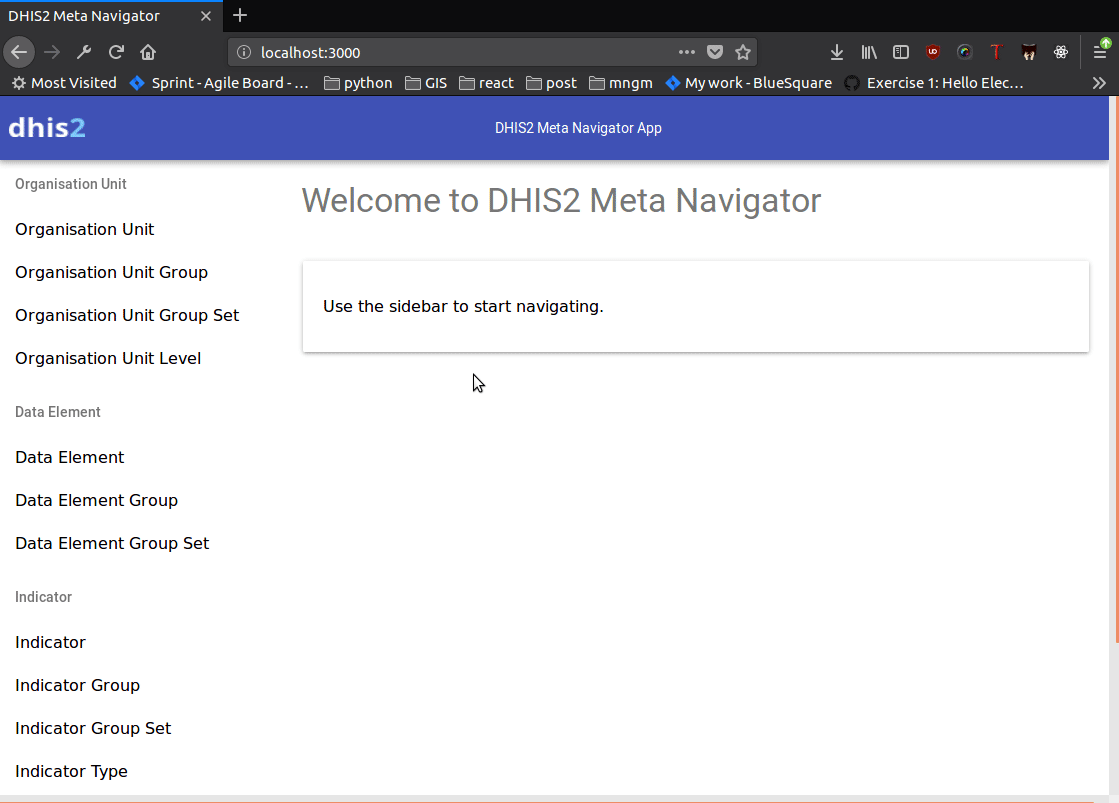 DHIS2 Meta Navigator
localhost:3000
Most Visited Sprint - Agile Board - ... python GIS react post mngm My work - BlueSquare Exercise 1: Hello Elec...
dhis2 DHIS2 Meta Navigator App
Organisation Unit
Organisation Unit
Organisation Unit Group
Organisation Unit Group Set
Organisation Unit Level
Data Element
Data Element
Data Element Group
Data Element Group Set
Indicator
Indicator
Indicator Group
Indicator Group Set
Indicator Type
Welcome to DHIS2 Meta Navigator
Use the sidebar to start navigating.